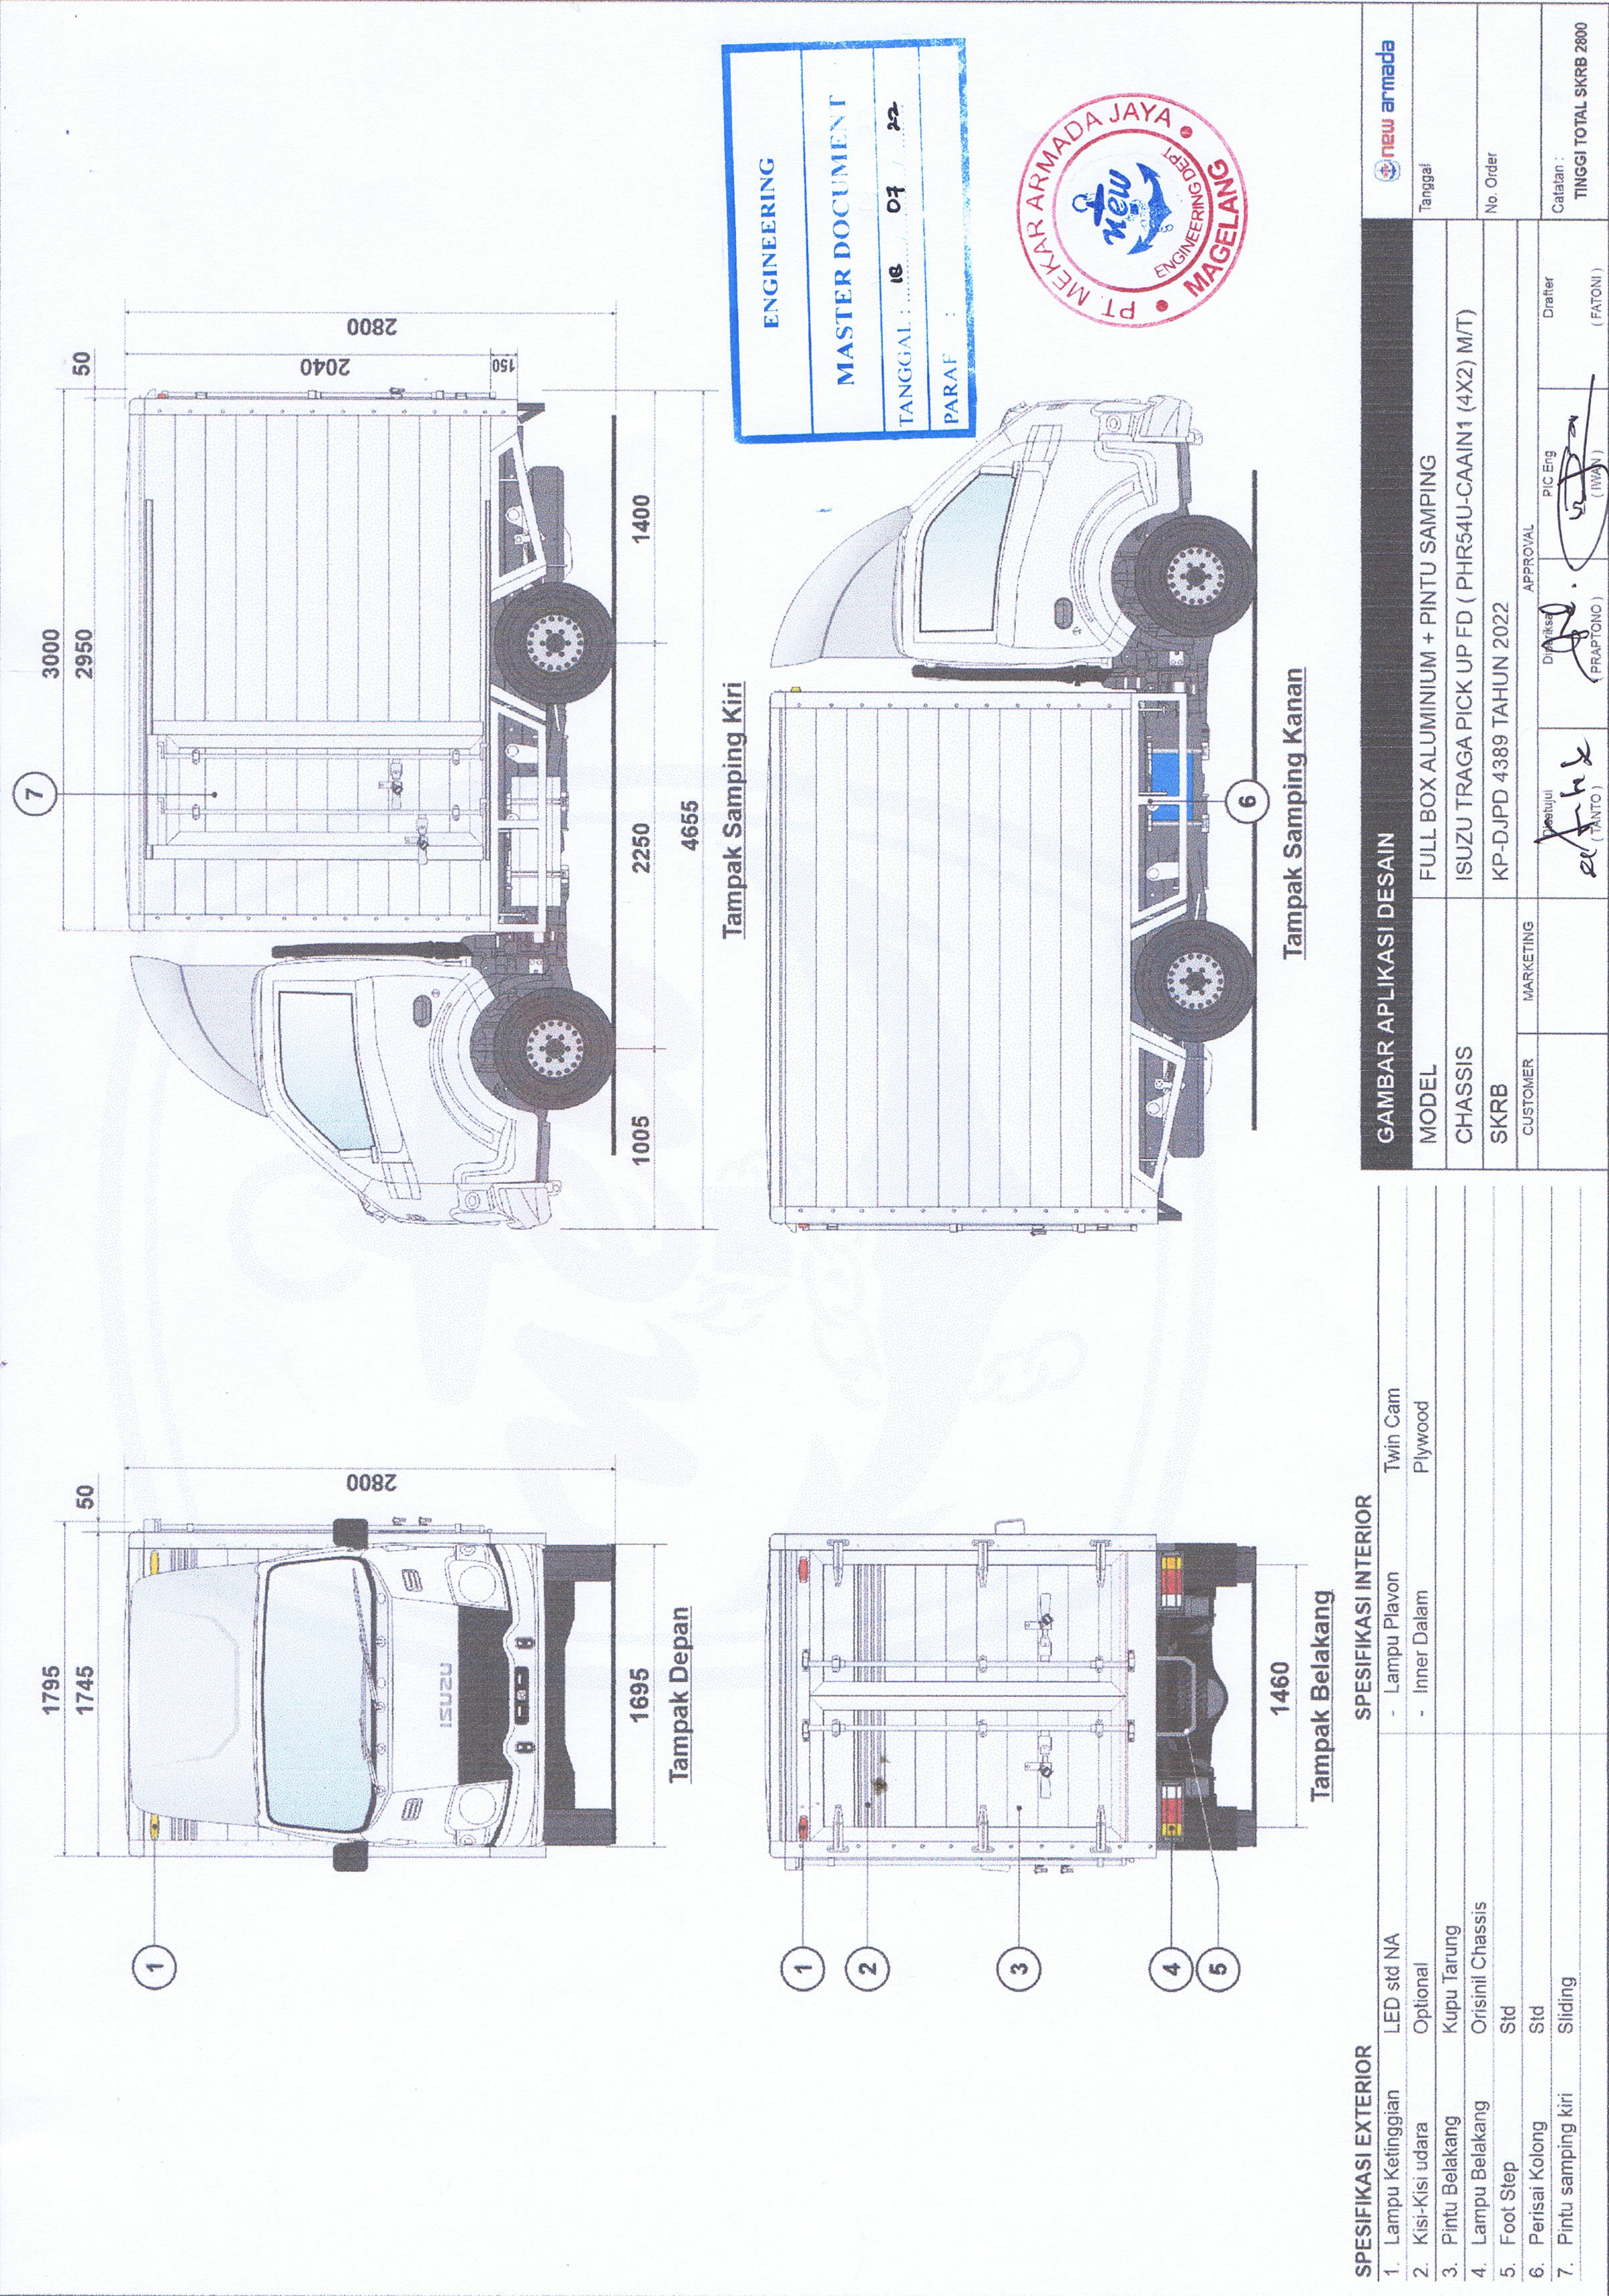 1795
1745
50
1
2800
ISUZU
1695
Tampak Depan
7
3000
2950
50
2040
2800
150
1005
2250
1400
4655
Tampak Samping Kiri
1
2
3
4
5
1460
Tampak Belakang
6
Tampak Samping Kanan
ENGINEERING
MASTER DOCUMENT
TANGGAL : 18 / 07 / 22
PARAF :
PT. MEKAR ARMADA JAYA
new
ENGINEERING DEPT
MAGELANG
new
SPESIFIKASI EXTERIOR
1. Lampu Ketinggian LED std NA
2. Kisi-Kisi udara Optional
3. Pintu Belakang Kupu Tarung
4. Lampu Belakang Orisinil Chassis
5. Foot Step Std
6. Perisai Kolong Std
7. Pintu samping kiri Sliding
SPESIFIKASI INTERIOR
- Lampu Plavon Twin Cam
- Inner Dalam Plywood
GAMBAR APLIKASI DESAIN
MODEL FULL BOX ALUMINIUM + PINTU SAMPING
CHASSIS ISUZU TRAGA PICK UP FD ( PHR54U-CAAIN1 (4X2) M/T)
SKRB KP-DJPD 4389 TAHUN 2022
CUSTOMER MARKETING APPROVAL
Disetujui Diperiksa PIC Eng Drafter
( TANTO ) ( PRAPTONO ) ( IWAN ) ( FATONI )
new armada
Tanggal
No. Order
Catatan :
TINGGI TOTAL SKRB 2800